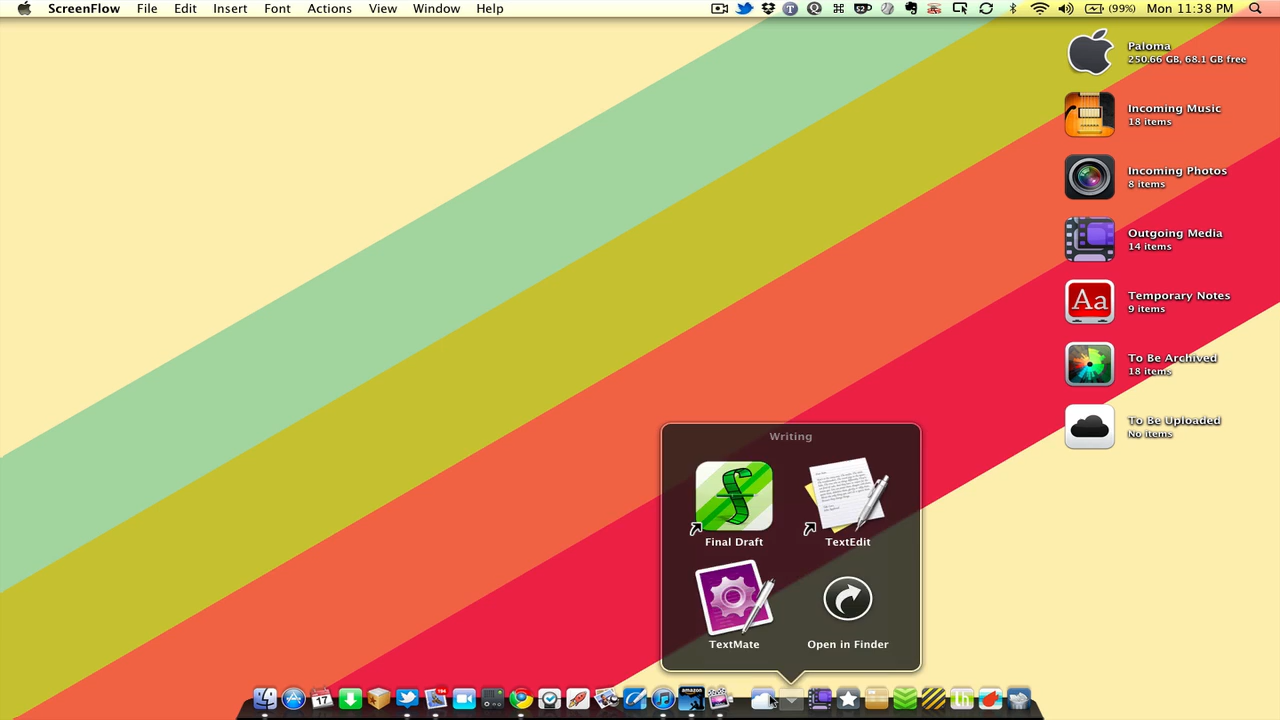 ScreenFlow File Edit Insert Font Actions View Window Help
52 (99%) Mon 11:38 PM
Paloma
250.66 GB, 68.1 GB free
Incoming Music
18 items
Incoming Photos
8 items
Outgoing Media
14 items
Aa
Temporary Notes
9 items
To Be Archived
18 items
To Be Uploaded
No items
Writing
Final Draft
TextEdit
TextMate
Open in Finder
17
amazon